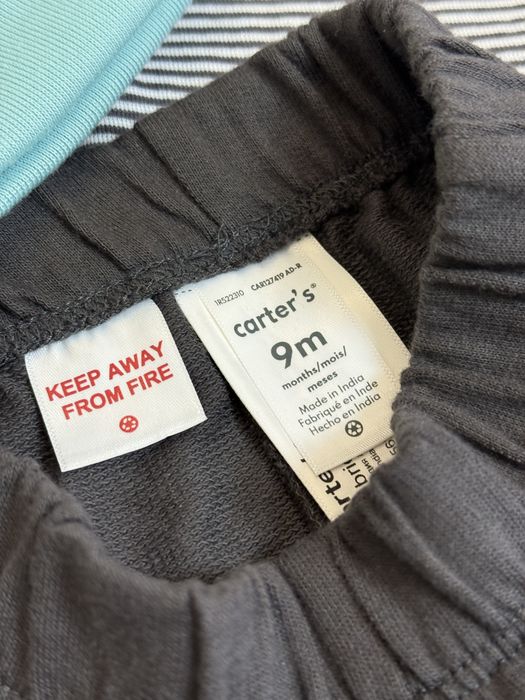 KEEP AWAY
FROM FIRE
1R522310 CAR127419 AD-R
carter's®
9m
months/mois/
meses
Made in India
Fabriqué en Inde
Hecho en India